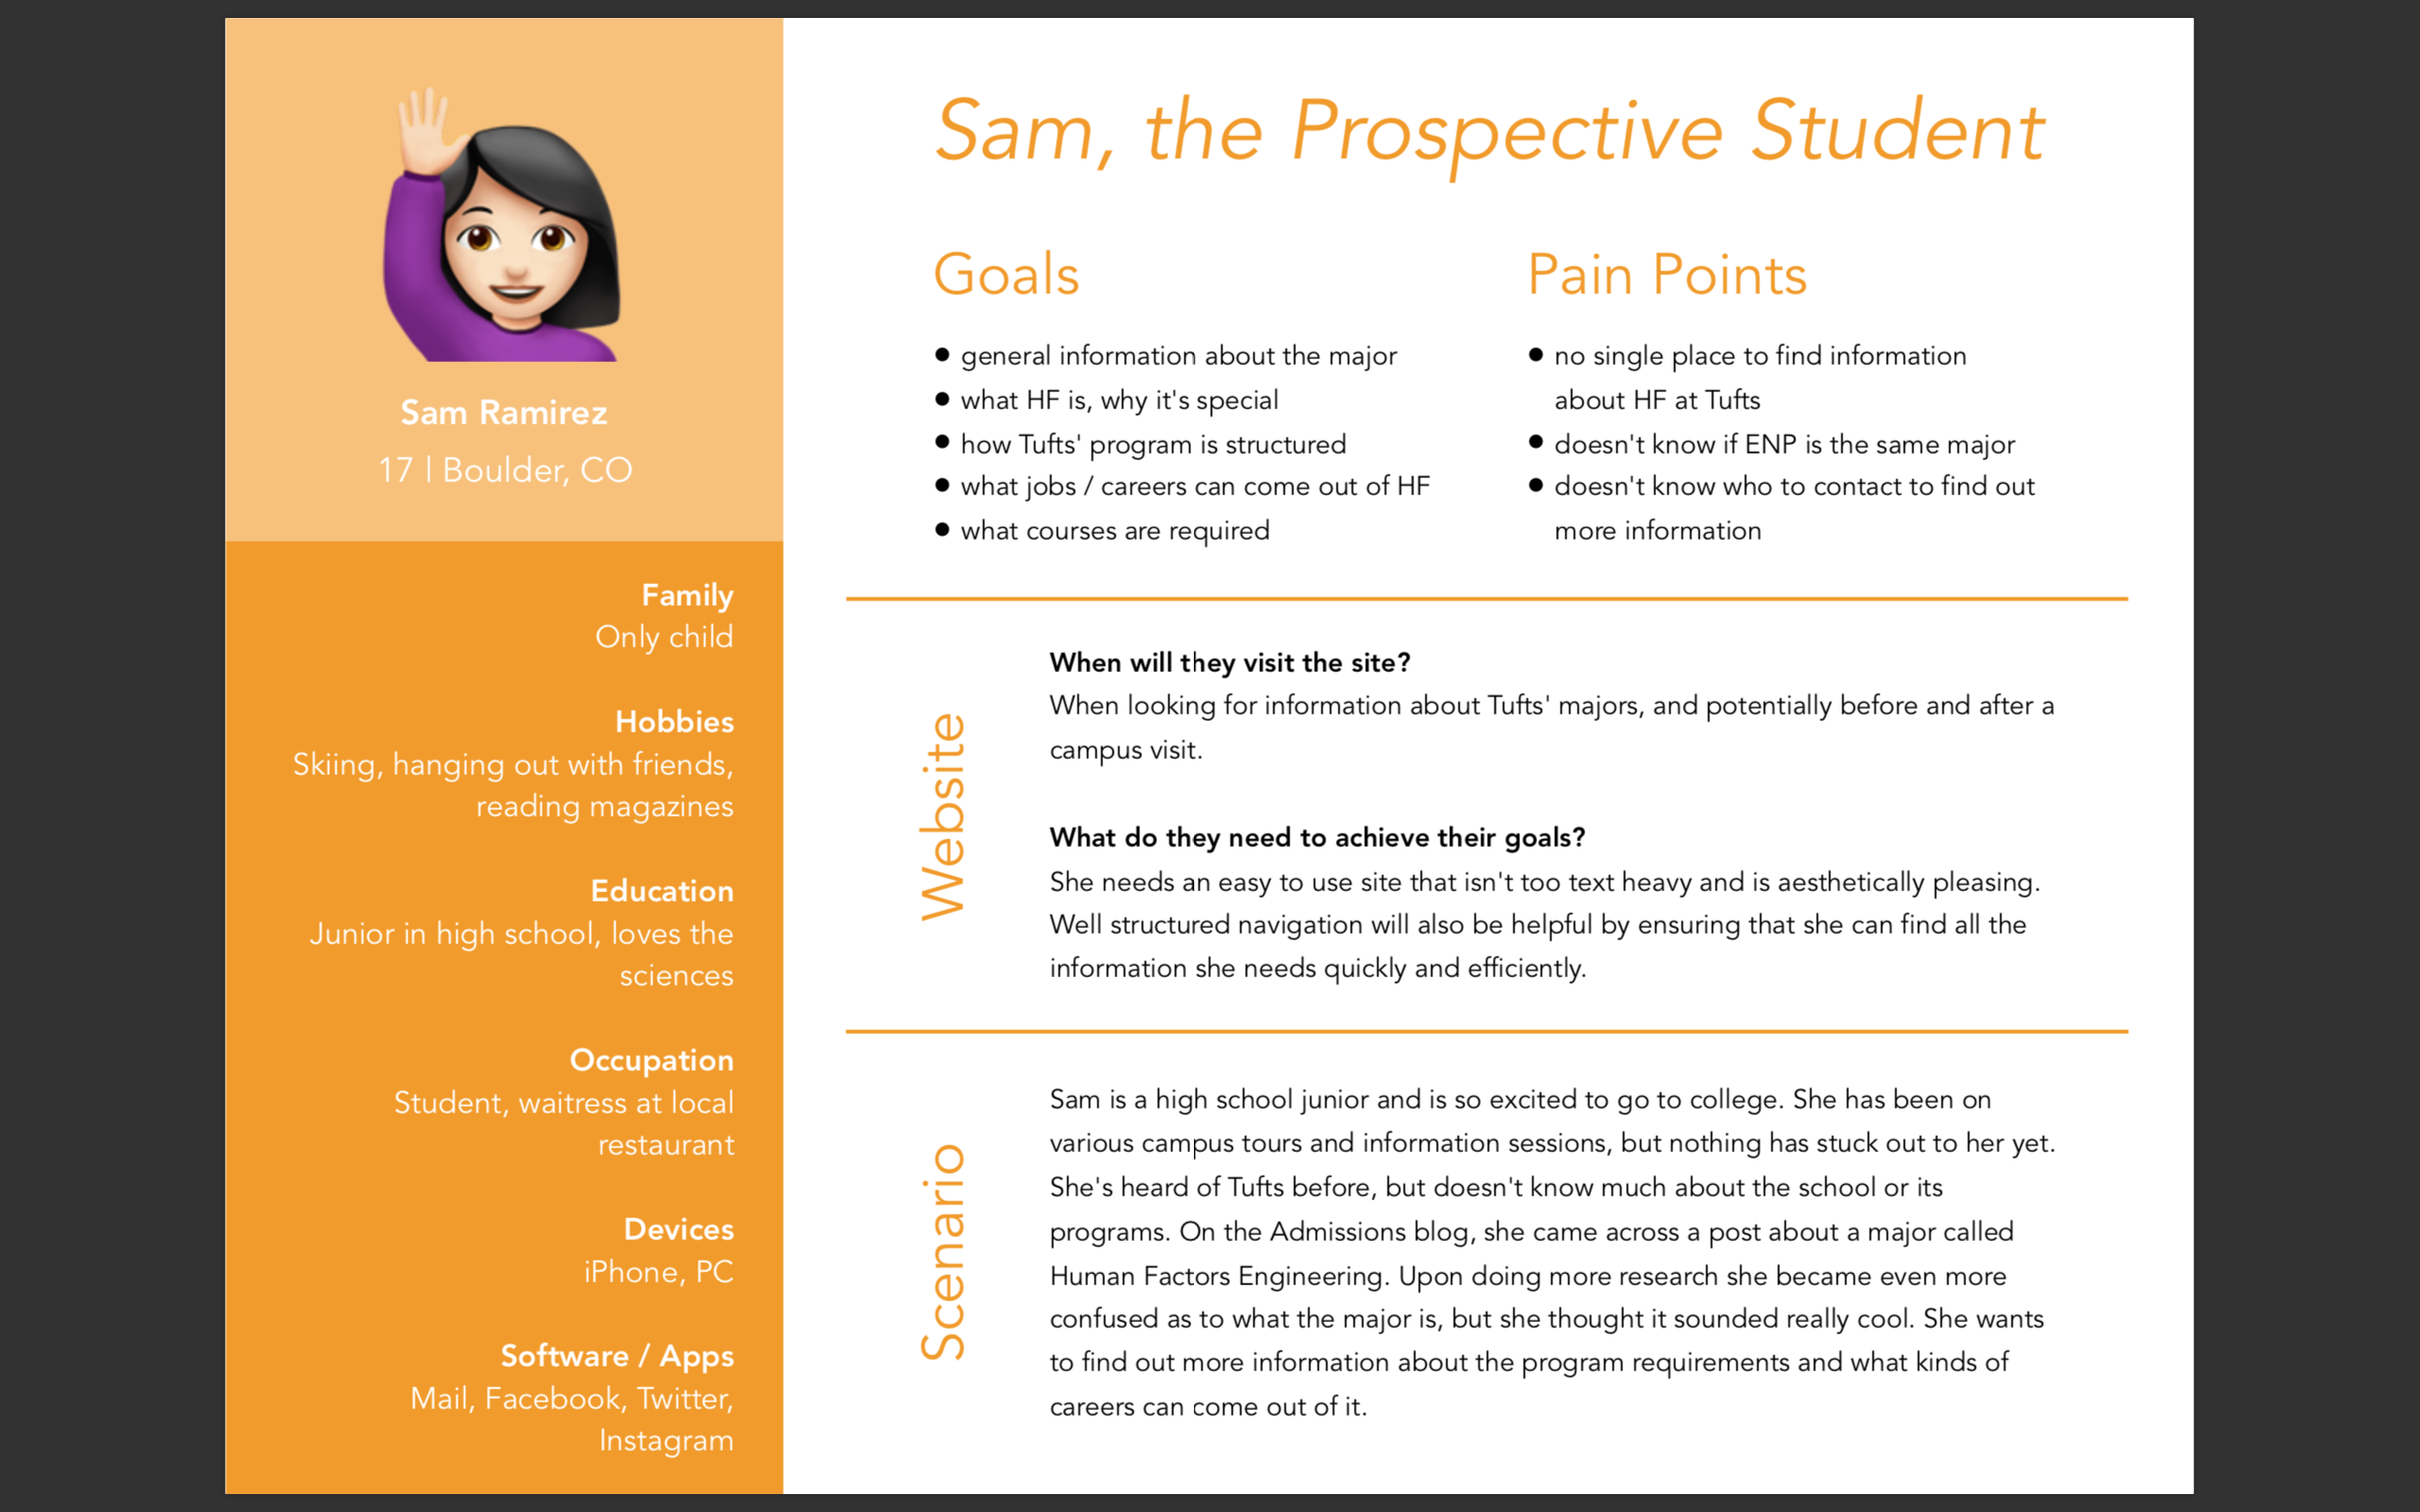 Sam Ramirez
17 | Boulder, CO
Family
Only child
Hobbies
Skiing, hanging out with friends,
reading magazines
Education
Junior in high school, loves the
sciences
Occupation
Student, waitress at local
restaurant
Devices
iPhone, PC
Software / Apps
Mail, Facebook, Twitter,
Instagram
Sam, the Prospective Student
Goals
• general information about the major
• what HF is, why it's special
• how Tufts' program is structured
• what jobs / careers can come out of HF
• what courses are required
Pain Points
• no single place to find information
about HF at Tufts
• doesn't know if ENP is the same major
• doesn't know who to contact to find out
more information
Website
When will they visit the site?
When looking for information about Tufts' majors, and potentially before and after a
campus visit.
What do they need to achieve their goals?
She needs an easy to use site that isn't too text heavy and is aesthetically pleasing.
Well structured navigation will also be helpful by ensuring that she can find all the
information she needs quickly and efficiently.
Scenario
Sam is a high school junior and is so excited to go to college. She has been on
various campus tours and information sessions, but nothing has stuck out to her yet.
She's heard of Tufts before, but doesn't know much about the school or its
programs. On the Admissions blog, she came across a post about a major called
Human Factors Engineering. Upon doing more research she became even more
confused as to what the major is, but she thought it sounded really cool. She wants
to find out more information about the program requirements and what kinds of
careers can come out of it.